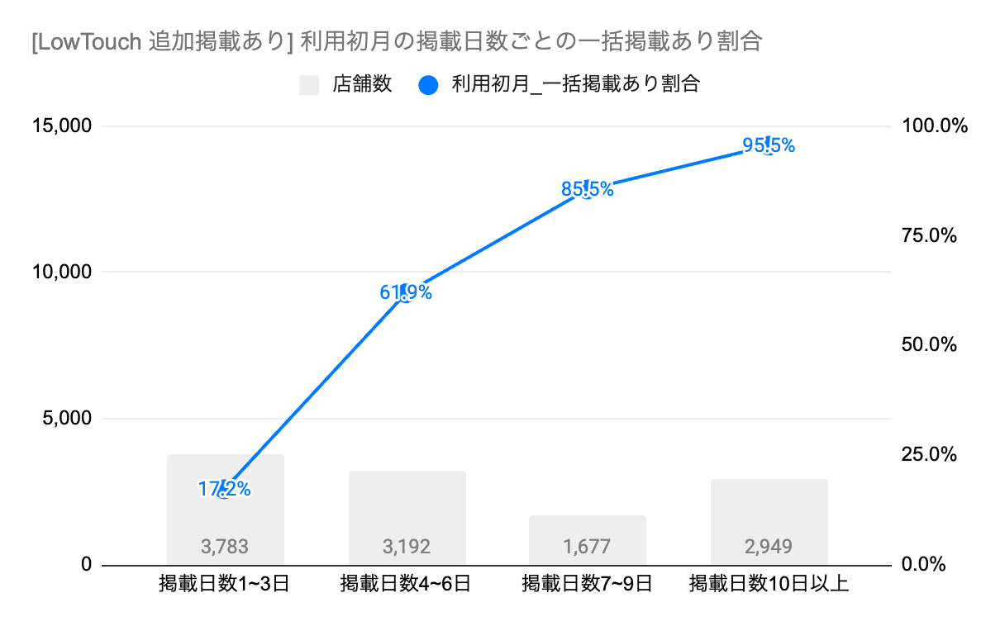 [LowTouch 追加掲載あり] 利用初月の掲載日数ごとの一括掲載あり割合
店舗数 利用初月_一括掲載あり割合
15,000 100.0%
95.5%
85.5%
75.0%
10,000
61.9%
50.0%
5,000
25.0%
17.2%
3,783 3,192 1,677 2,949
0 0.0%
掲載日数1~3日 掲載日数4~6日 掲載日数7~9日 掲載日数10日以上